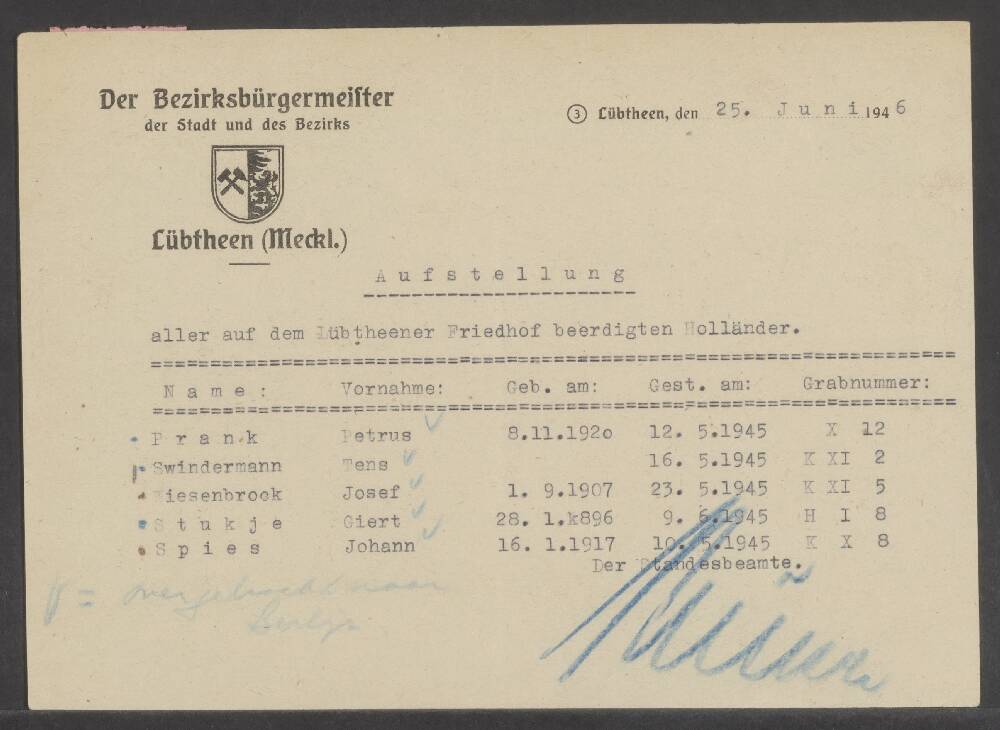 Der Bezirksbürgermeister
der Stadt und des Bezirks
Lübtheen (Meckl.)
③ Lübtheen, den 25. Juni 1946
Aufstellung
aller auf dem Lübtheener Friedhof beerdigten Holländer.
Name: Vornahme: Geb. am: Gest. am: Grabnummer:
Frank Petrus 8.11.192o 12. 5.1945 X 12
Swindermann Tens 16. 5.1945 K XI 2
iesenbrock Josef 1. 9.1907 23. 5.1945 K XI 5
Stukje Giert 28. 1.k896 9. 6.1945 H I 8
Spies Johann 16. 1.1917 10. 5.1945 K X 8
Der Standesbeamte.
= overgebracht naar